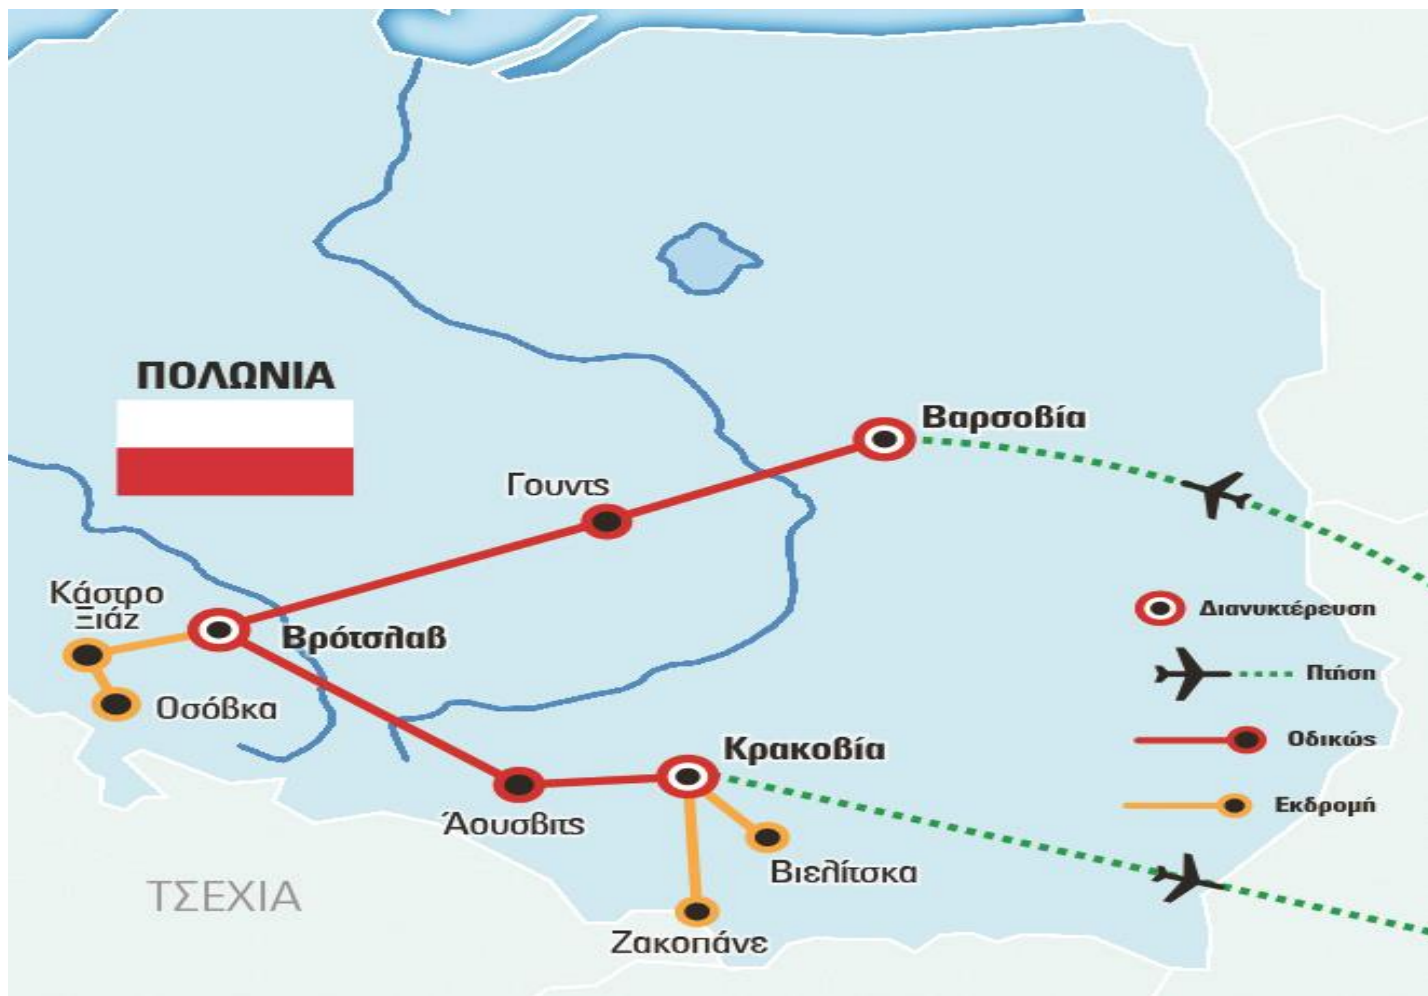 ΠΟΛΩΝΙΑ
Βαρσοβία
Γουντς
Κάστρο
Ξιάζ
Βρότσλαβ
Οσόβκα
Διανυκτέρευση
Πτήση
Οδικώς
Εκδρομή
Κρακοβία
Άουσβιτς
Βιελίτσκα
Ζακοπάνε
ΤΣΕΧΙΑ